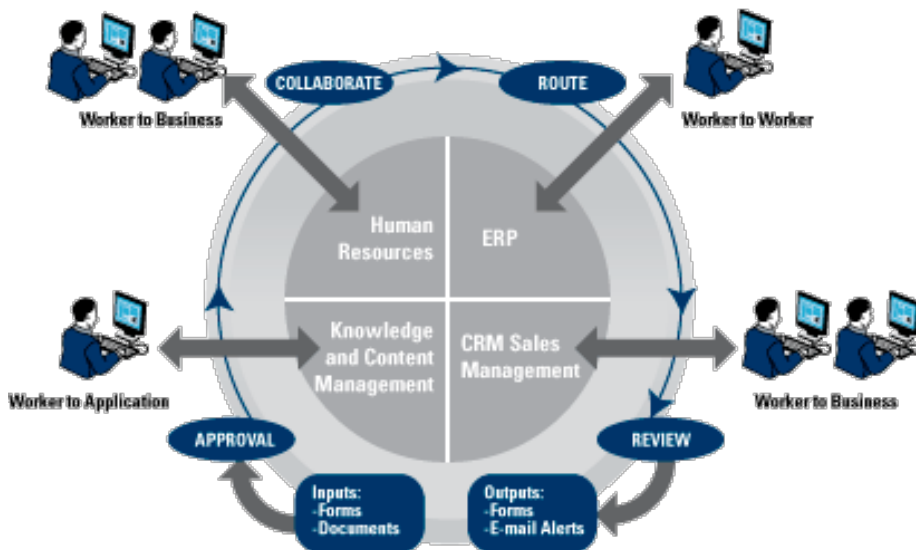 COLLABORATE
ROUTE
Worker to Business
Worker to Worker
Human
Resources
ERP
Knowledge
and Content
Management
CRM Sales
Management
Worker to Application
Worker to Business
APPROVAL
REVIEW
Inputs:
-Forms
-Documents
Outputs:
-Forms
-E-mail Alerts